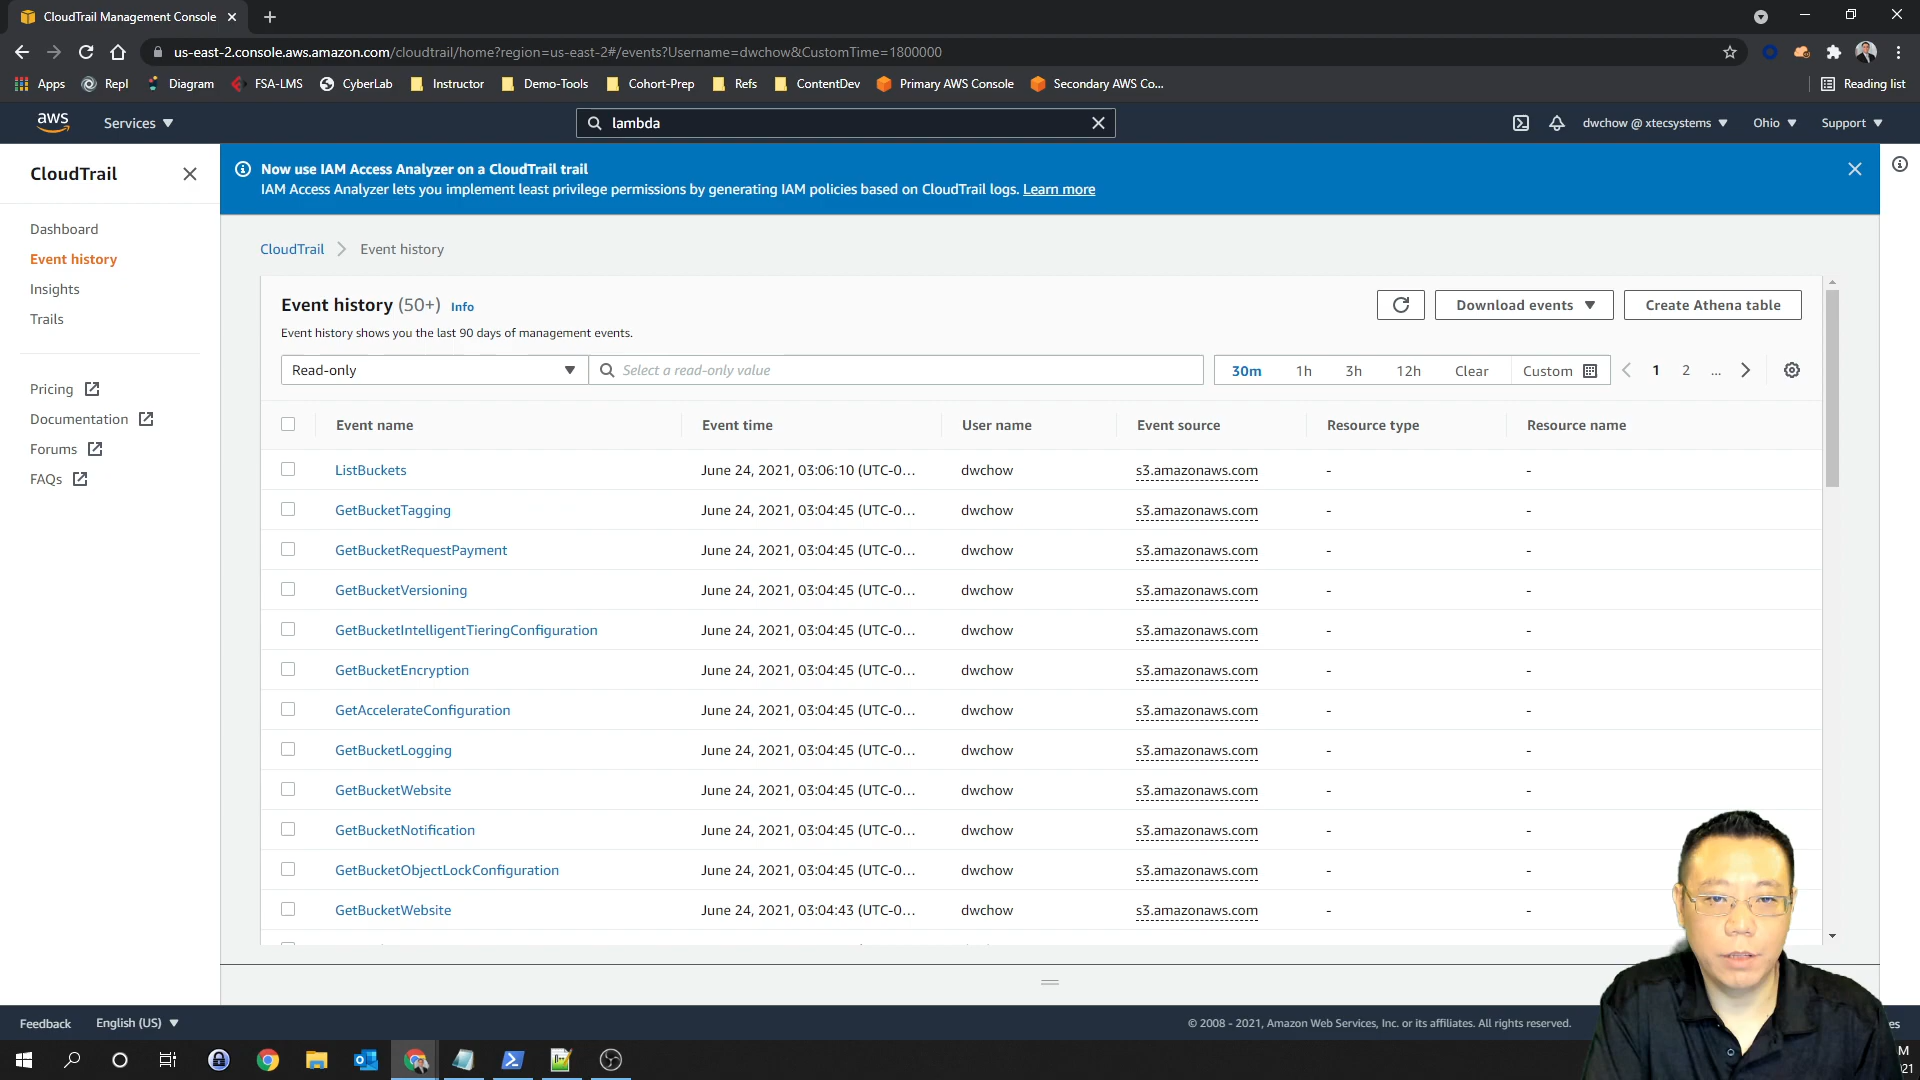 CloudTrail Management Console
us-east-2.console.aws.amazon.com/cloudtrail/home?region=us-east-2#/events?Username=dwchow&CustomTime=1800000
Apps Repl Diagram FSA-LMS CyberLab Instructor Demo-Tools Cohort-Prep Refs ContentDev Primary AWS Console Secondary AWS Co... Reading list
aws Services lambda dwchow @ xtecsystems Ohio Support
CloudTrail
Dashboard
Event history
Insights
Trails
Pricing
Documentation
Forums
FAQs
Now use IAM Access Analyzer on a CloudTrail trail
IAM Access Analyzer lets you implement least privilege permissions by generating IAM policies based on CloudTrail logs. Learn more
CloudTrail Event history
Event history (50+) Info
Event history shows you the last 90 days of management events.
Download events Create Athena table
Read-only Select a read-only value 30m 1h 3h 12h Clear Custom 1 2 ...
Event name Event time User name Event source Resource type Resource name
ListBuckets June 24, 2021, 03:06:10 (UTC-0... dwchow s3.amazonaws.com - -
GetBucketTagging June 24, 2021, 03:04:45 (UTC-0... dwchow s3.amazonaws.com - -
GetBucketRequestPayment June 24, 2021, 03:04:45 (UTC-0... dwchow s3.amazonaws.com - -
GetBucketVersioning June 24, 2021, 03:04:45 (UTC-0... dwchow s3.amazonaws.com - -
GetBucketIntelligentTieringConfiguration June 24, 2021, 03:04:45 (UTC-0... dwchow s3.amazonaws.com - -
GetBucketEncryption June 24, 2021, 03:04:45 (UTC-0... dwchow s3.amazonaws.com - -
GetAccelerateConfiguration June 24, 2021, 03:04:45 (UTC-0... dwchow s3.amazonaws.com - -
GetBucketLogging June 24, 2021, 03:04:45 (UTC-0... dwchow s3.amazonaws.com - -
GetBucketWebsite June 24, 2021, 03:04:45 (UTC-0... dwchow s3.amazonaws.com - -
GetBucketNotification June 24, 2021, 03:04:45 (UTC-0... dwchow s3.amazonaws.com - -
GetBucketObjectLockConfiguration June 24, 2021, 03:04:45 (UTC-0... dwchow s3.amazonaws.com - -
GetBucketWebsite June 24, 2021, 03:04:43 (UTC-0... dwchow s3.amazonaws.com - -
Feedback English (US) © 2008 - 2021, Amazon Web Services, Inc. or its affiliates. All rights reserved.